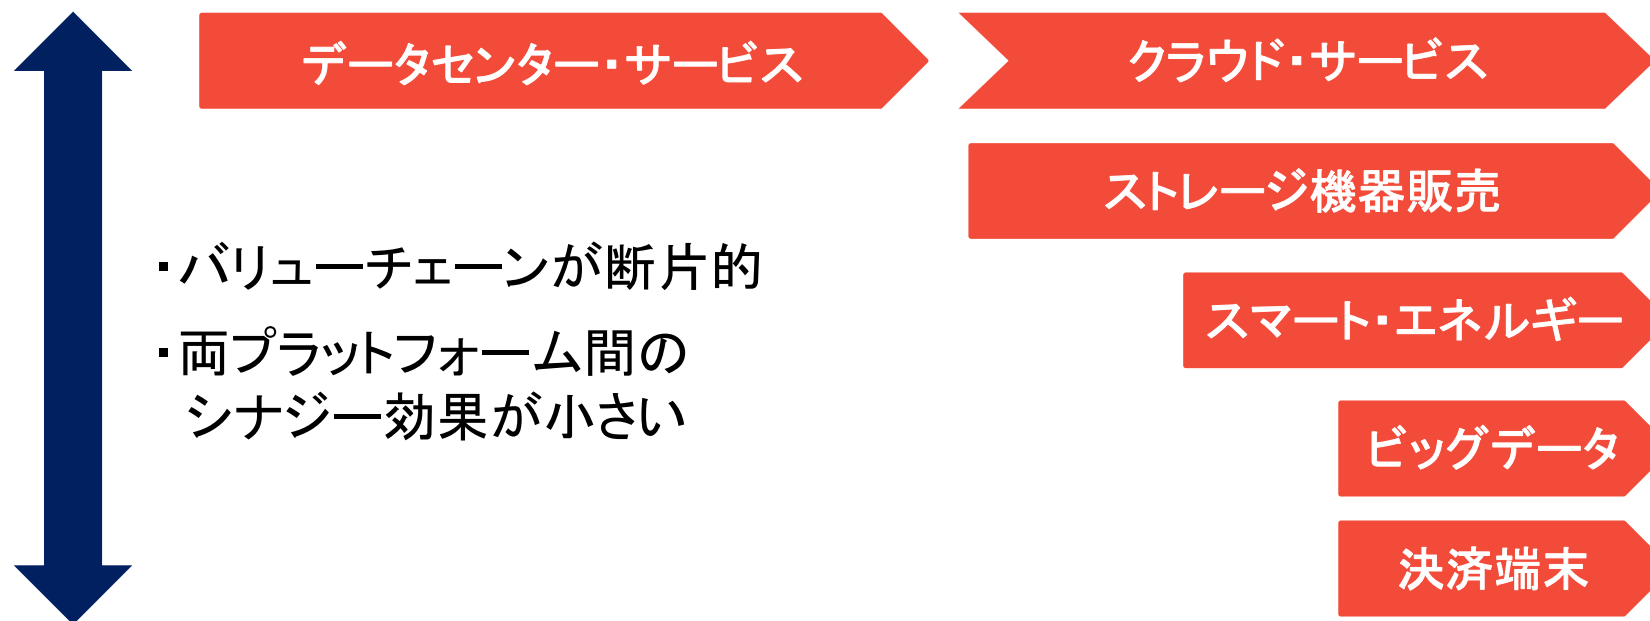 データセンター・サービス
クラウド・サービス
ストレージ機器販売
・バリューチェーンが断片的
スマート・エネルギー
・両プラットフォーム間の
シナジー効果が小さい
ビッグデータ
決済端末